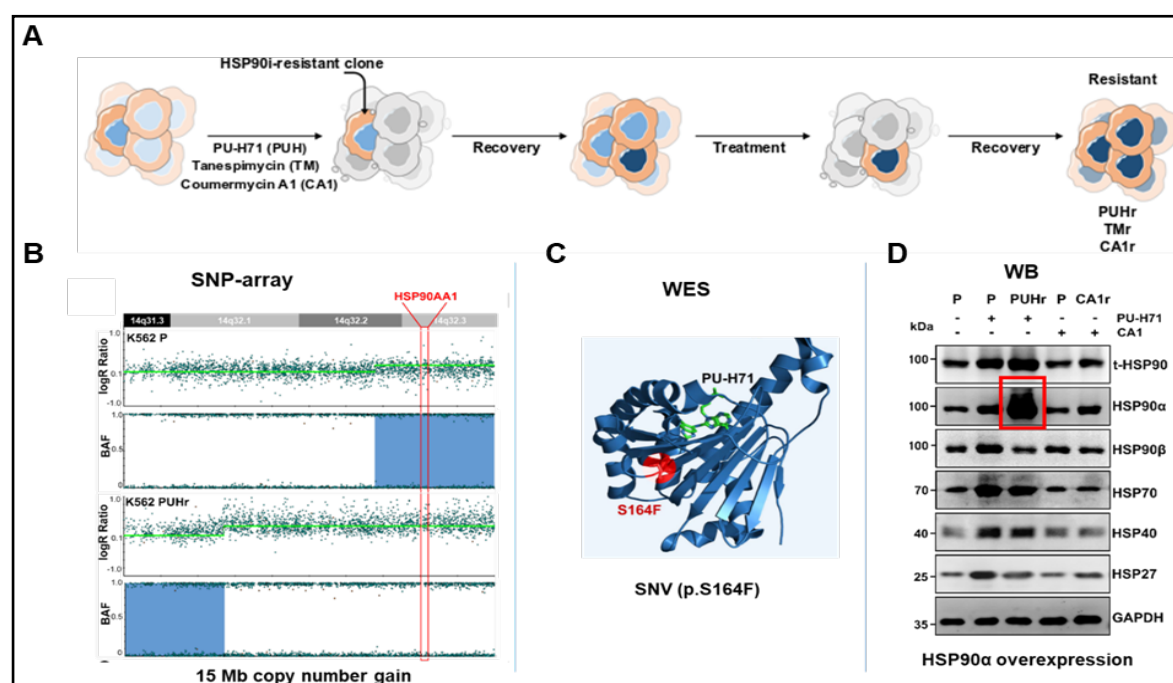 A
HSP90i-resistant clone
PU-H71 (PUH)
Tanespimycin (TM)
Coumermycin A1 (CA1)
Recovery
Treatment
Recovery
Resistant
PUHr
TMr
CA1r
B
SNP-array
HSP90AA1
14q31.3 14q32.1 14q32.2 14q32.3
K562 P
logR Ratio
1.0
0.1
-1.0
BAF
1.0
0.5
0
K562 PUHr
logR Ratio
1.0
0.1
-1.0
BAF
1.0
0.5
0
15 Mb copy number gain
C
WES
PU-H71
S164F
SNV (p.S164F)
D
WB
P P PUHr P CA1r
- + + - - PU-H71
- - - + + CA1
kDa
100 t-HSP90
100 HSP90α
100 HSP90β
70 HSP70
40 HSP40
25 HSP27
35 GAPDH
HSP90α overexpression